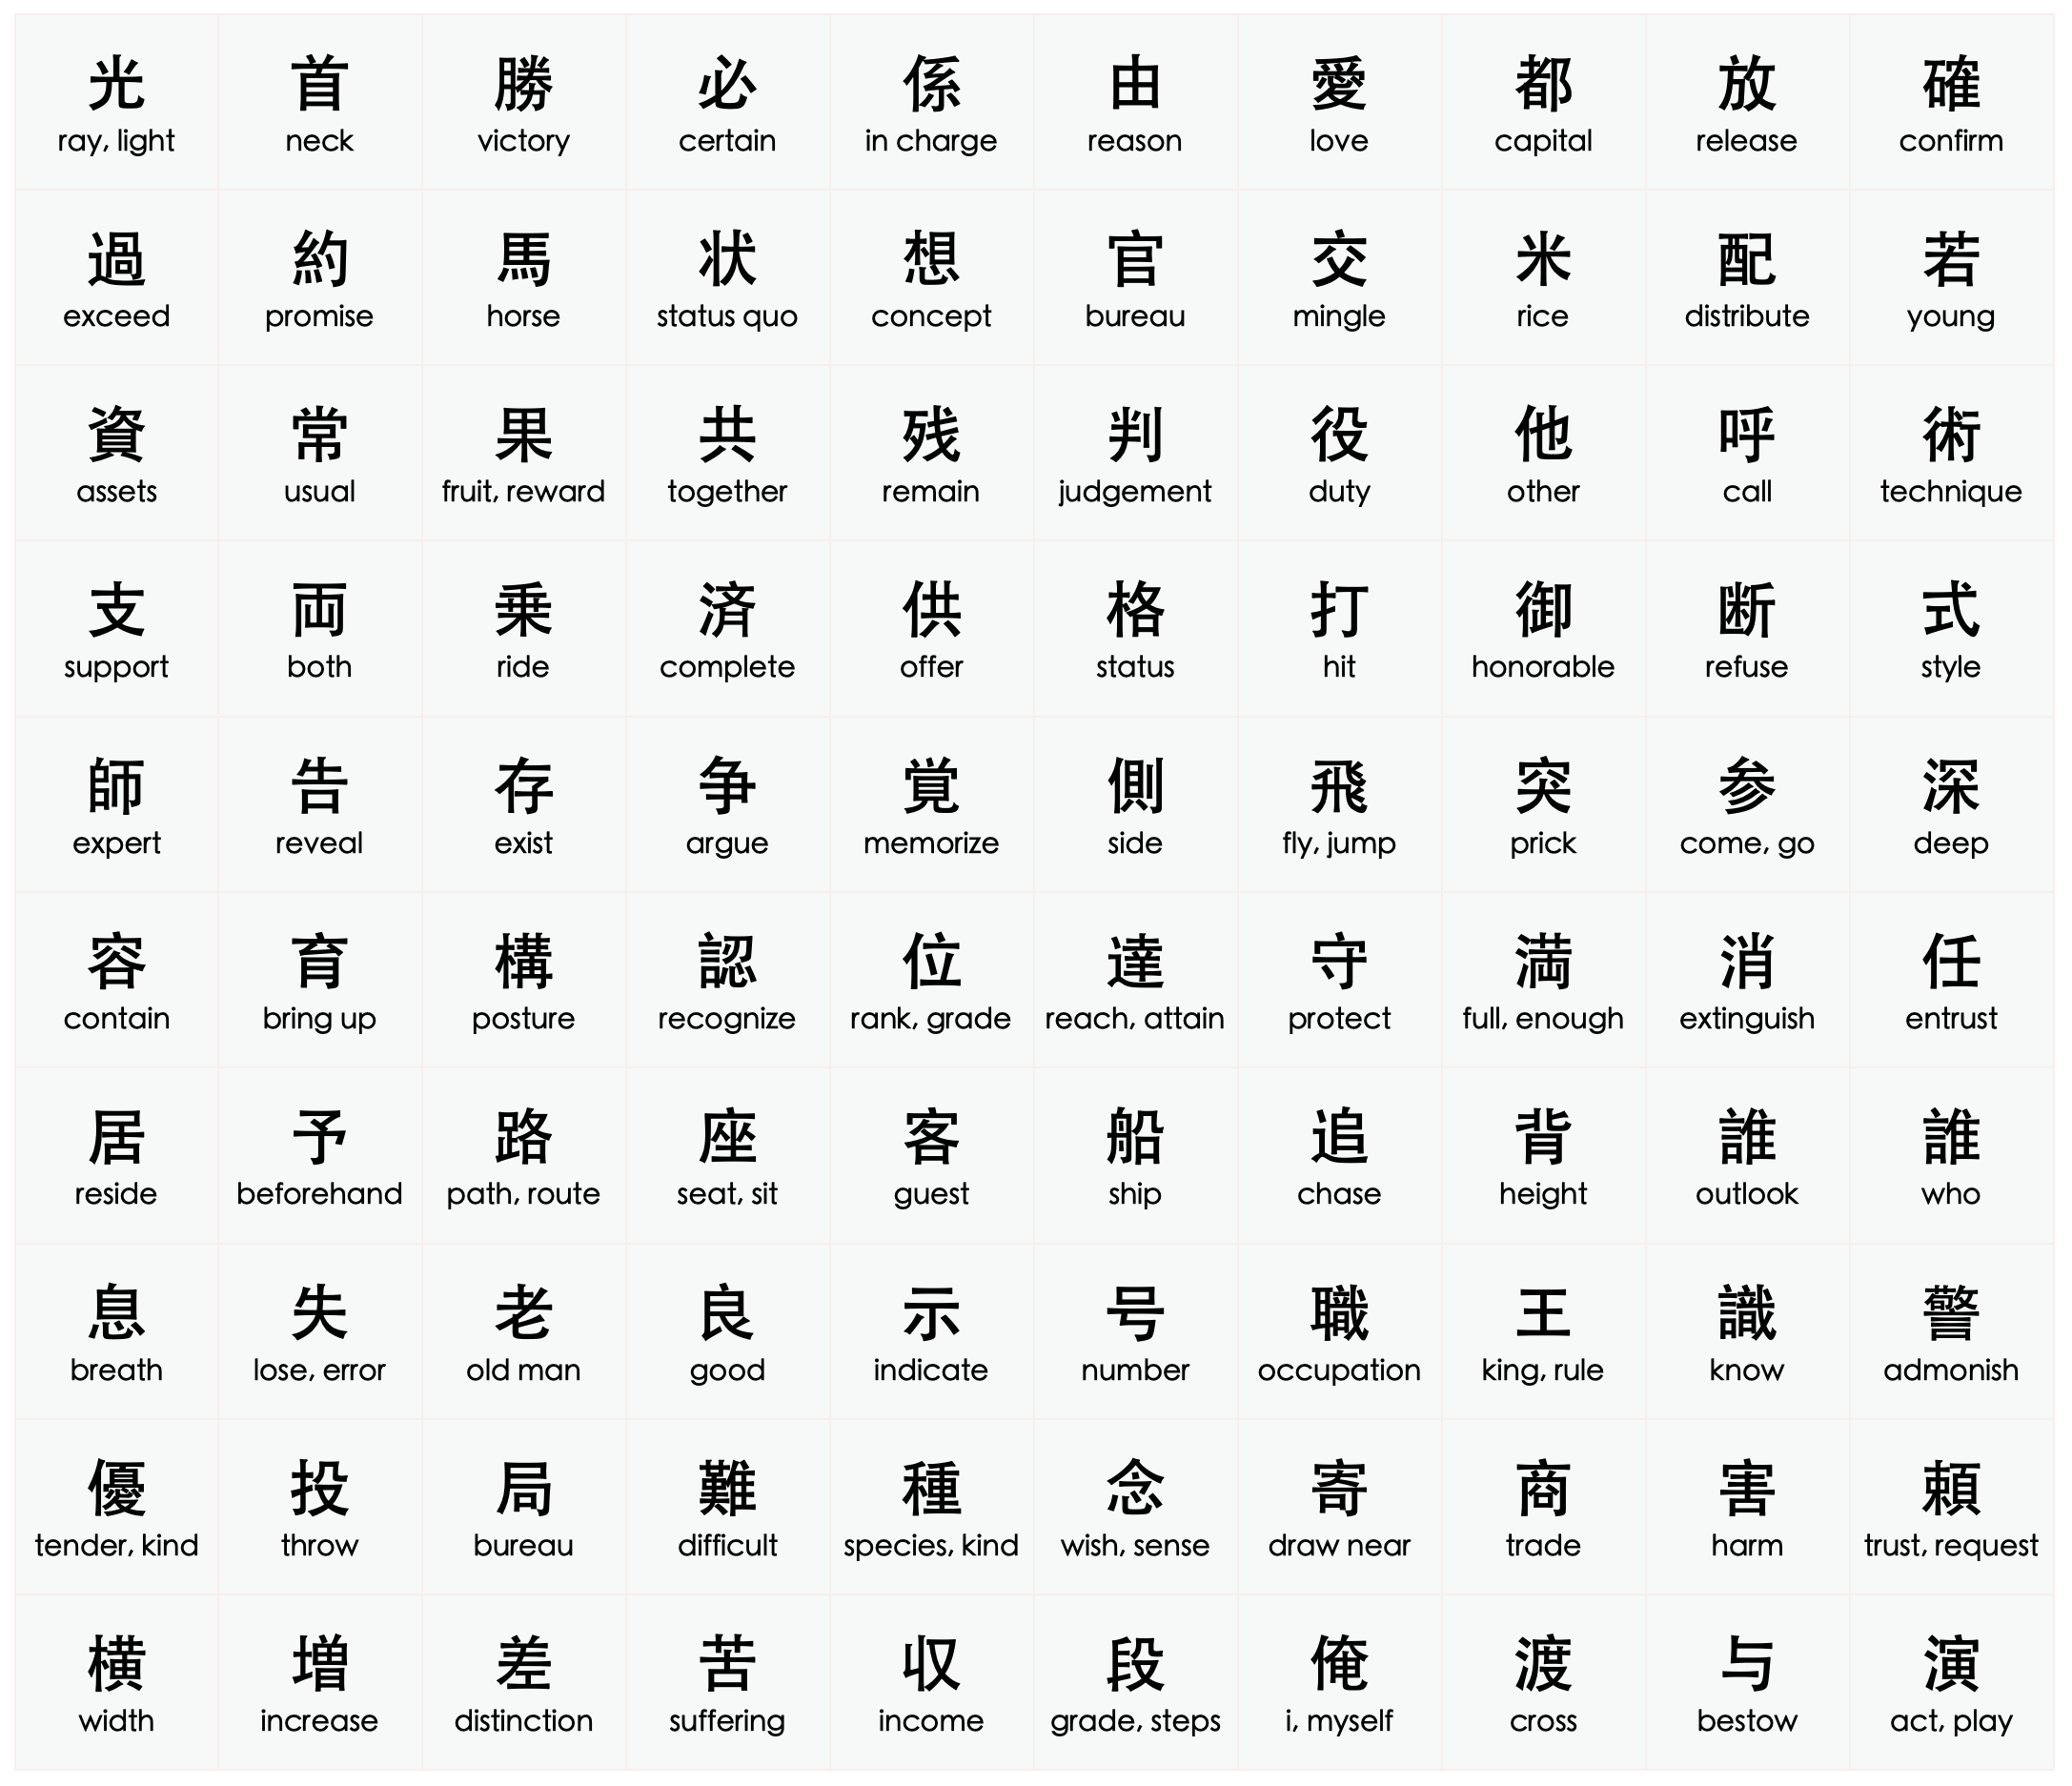 光 首 勝 必 係 由 愛 都 放 確
ray, light neck victory certain in charge reason love capital release confirm
過 約 馬 状 想 官 交 米 配 若
exceed promise horse status quo concept bureau mingle rice distribute young
資 常 果 共 残 判 役 他 呼 術
assets usual fruit, reward together remain judgement duty other call technique
支 両 乗 済 供 格 打 御 断 式
support both ride complete offer status hit honorable refuse style
師 告 存 争 覚 側 飛 突 参 深
expert reveal exist argue memorize side fly, jump prick come, go deep
容 育 構 認 位 達 守 満 消 任
contain bring up posture recognize rank, grade reach, attain protect full, enough extinguish entrust
居 予 路 座 客 船 追 背 誰 誰
reside beforehand path, route seat, sit guest ship chase height outlook who
息 失 老 良 示 号 職 王 識 警
breath lose, error old man good indicate number occupation king, rule know admonish
優 投 局 難 種 念 寄 商 害 頼
tender, kind throw bureau difficult species, kind wish, sense draw near trade harm trust, request
横 増 差 苦 収 段 俺 渡 与 演
width increase distinction suffering income grade, steps i, myself cross bestow act, play